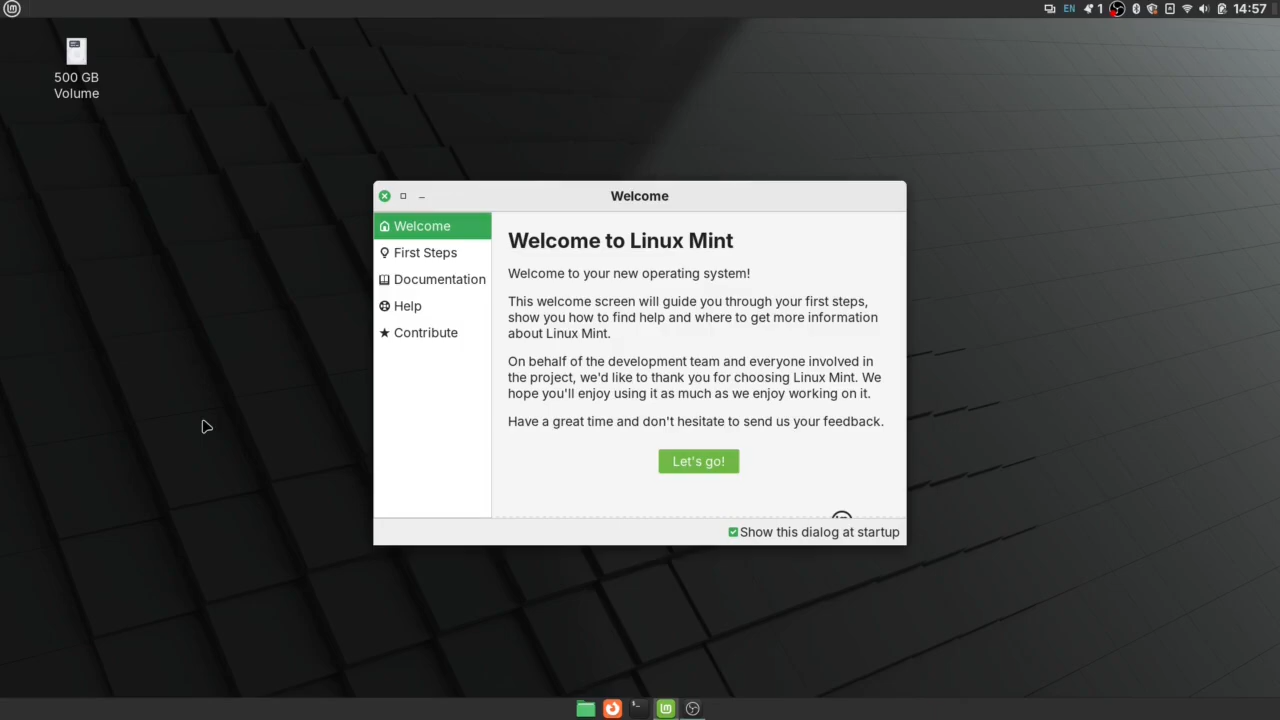 EN 1 14:57
500 GB
Volume
Welcome
Welcome
First Steps
Documentation
Help
Contribute
Welcome to Linux Mint
Welcome to your new operating system!
This welcome screen will guide you through your first steps,
show you how to find help and where to get more information
about Linux Mint.
On behalf of the development team and everyone involved in
the project, we'd like to thank you for choosing Linux Mint. We
hope you'll enjoy using it as much as we enjoy working on it.
Have a great time and don't hesitate to send us your feedback.
Let's go!
Show this dialog at startup